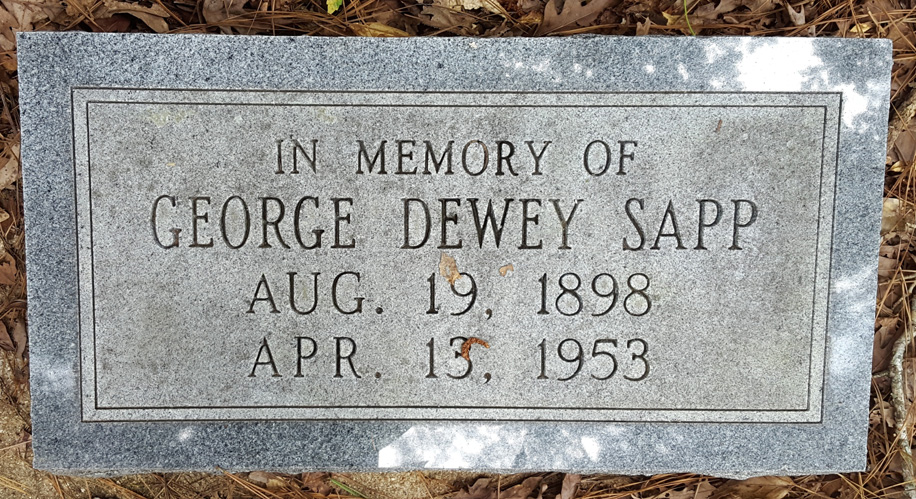 IN MEMORY OF
GEORGE DEWEY SAPP
AUG. 19, 1898
APR. 13, 1953